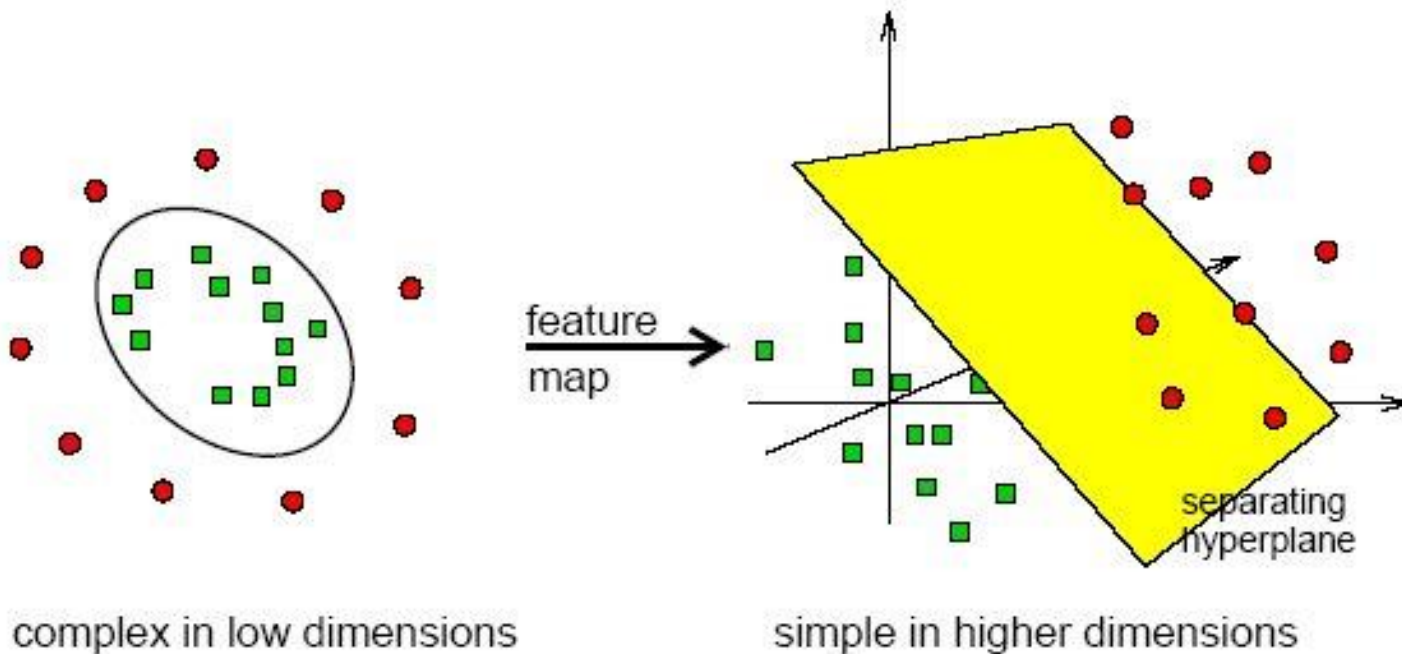 feature
map
separating
hyperplane
complex in low dimensions
simple in higher dimensions